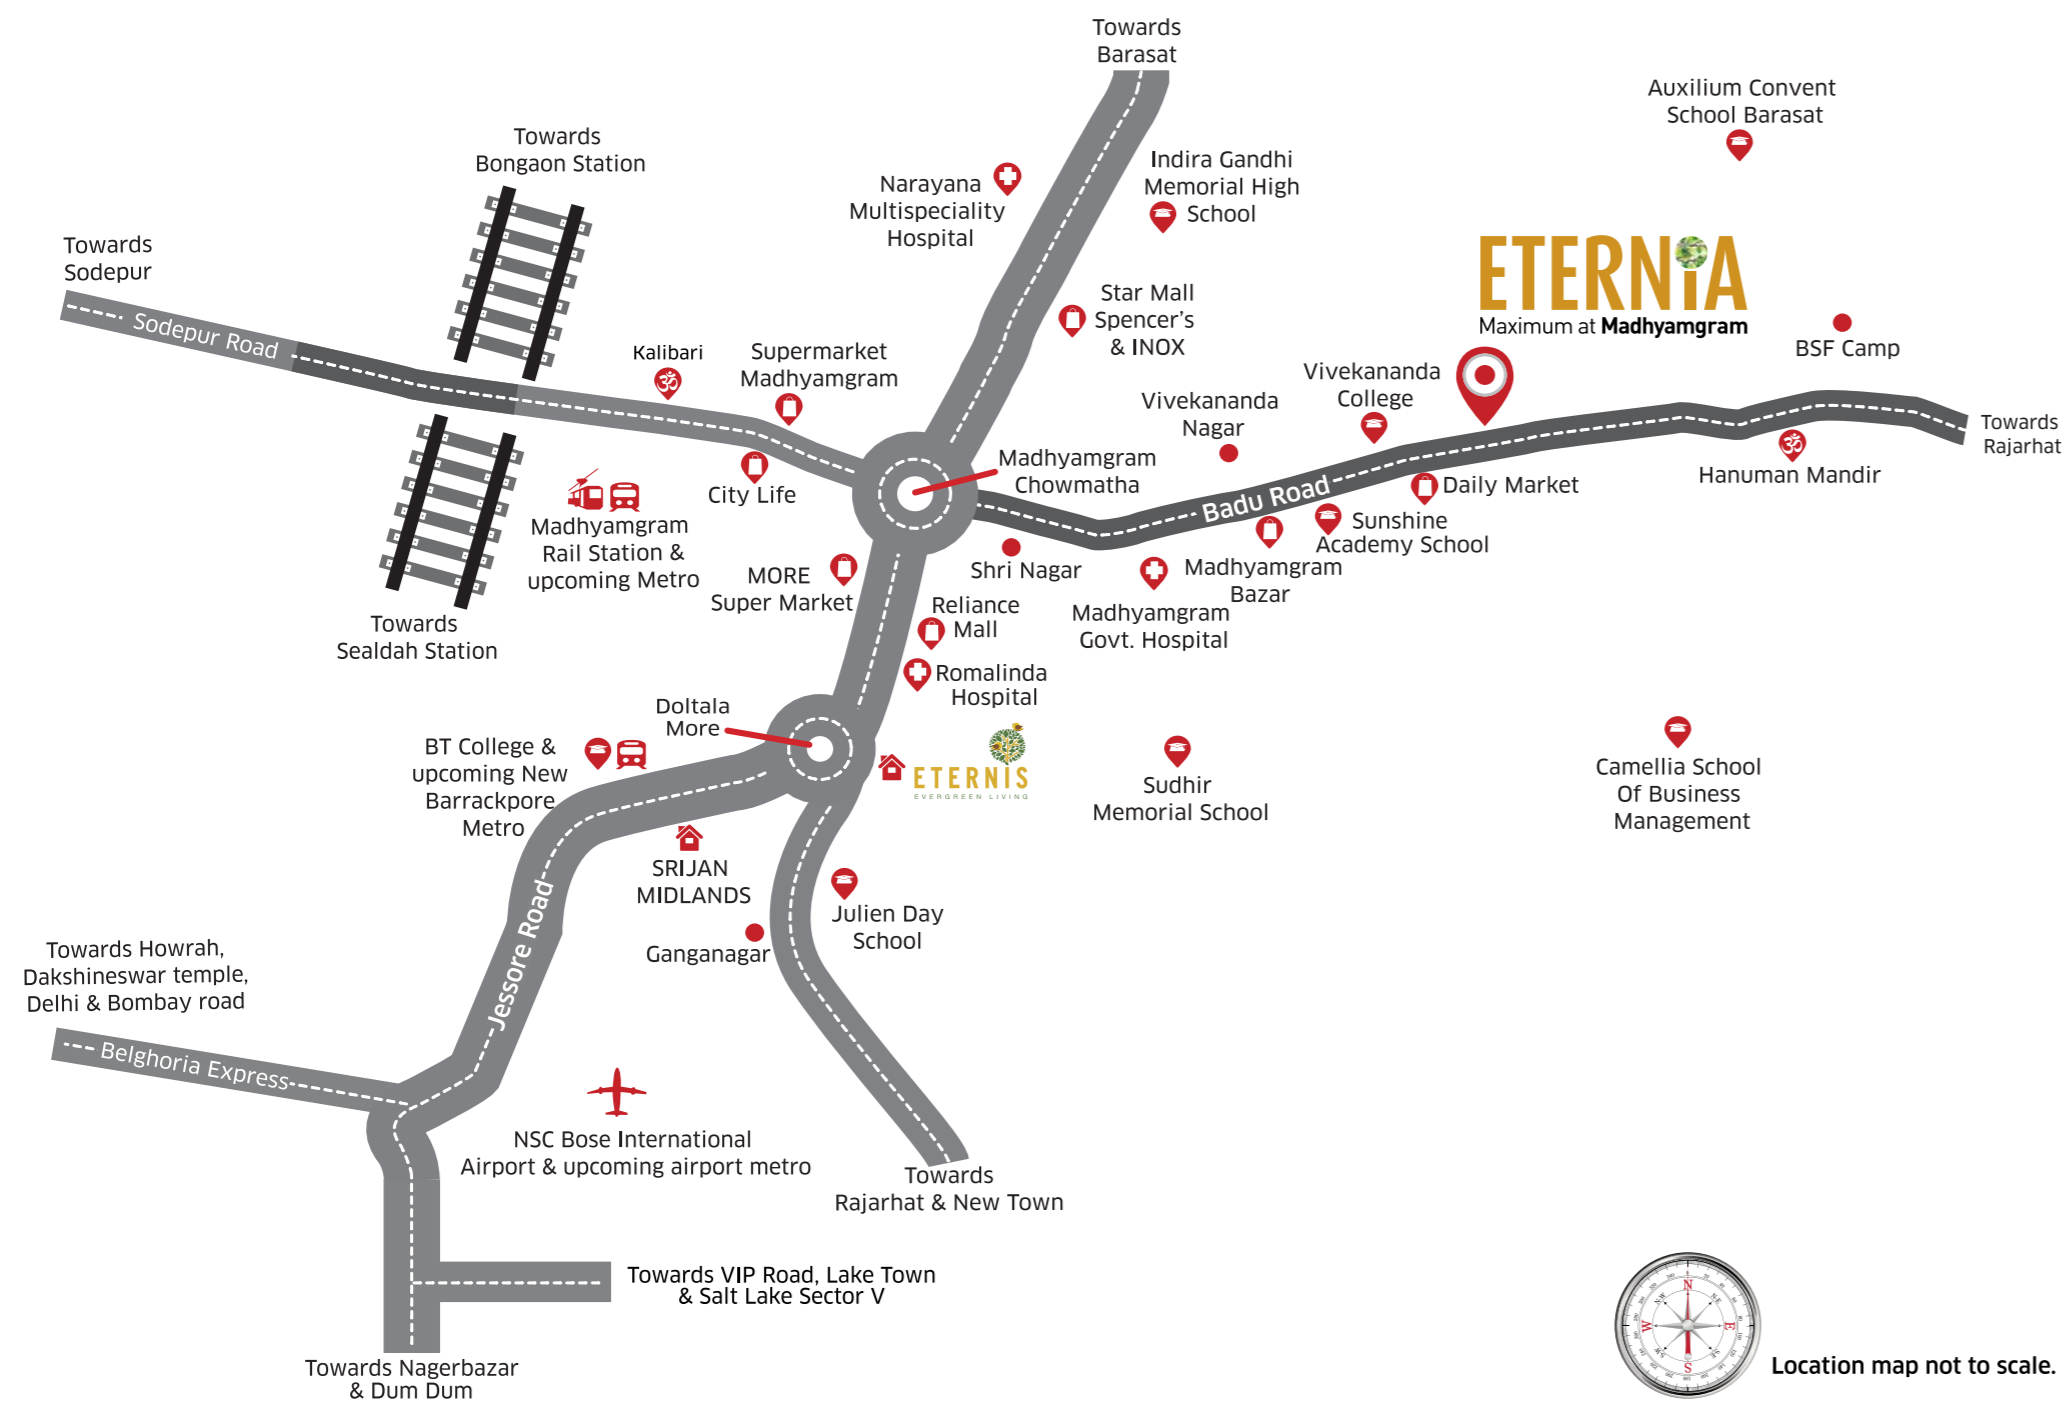 Towards
Barasat
Auxilium Convent
School Barasat
Towards
Bongaon Station
Indira Gandhi
Memorial High
School
Narayana
Multispeciality
Hospital
Towards
Sodepur
Sodepur Road
ETERNiA
Maximum at Madhyamgram
Star Mall
Spencer's
& INOX
BSF Camp
Kalibari
Supermarket
Madhyamgram
Vivekananda
College
Vivekananda
Nagar
Towards
Rajarhat
Madhyamgram
Chowmatha
Hanuman Mandir
City Life
Badu Road
Daily Market
Madhyamgram
Rail Station &
upcoming Metro
Sunshine
Academy School
Shri Nagar
MORE
Super Market
Madhyamgram
Bazar
Reliance
Mall
Madhyamgram
Govt. Hospital
Towards
Sealdah Station
Romalinda
Hospital
Doltala
More
BT College &
upcoming New
Barrackpore
Metro
ETERNIS
EVERGREEN LIVING
Sudhir
Memorial School
Camellia School
Of Business
Management
SRIJAN
MIDLANDS
Julien Day
School
Ganganagar
Jessore Road
Towards Howrah,
Dakshineswar temple,
Delhi & Bombay road
Belghoria Express
NSC Bose International
Airport & upcoming airport metro
Towards
Rajarhat & New Town
Towards VIP Road, Lake Town
& Salt Lake Sector V
Towards Nagerbazar
& Dum Dum
N
N.W
N.E
W
E
S.W
S.E
S
Location map not to scale.